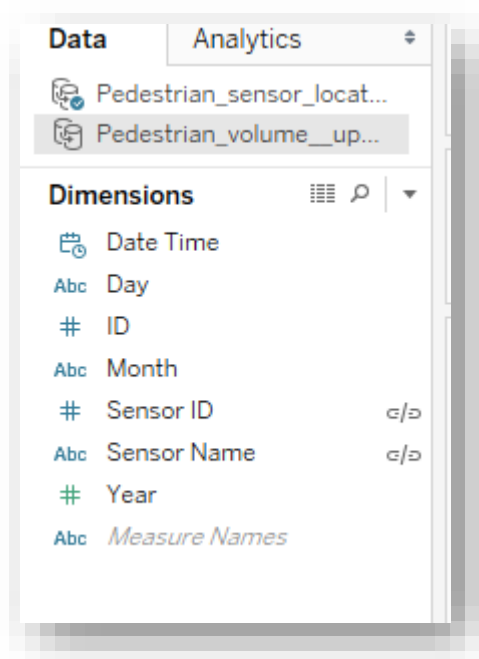 Data Analytics
Pedestrian_sensor_locat...
Pedestrian_volume__up...
Dimensions
Date Time
Abc Day
# ID
Abc Month
# Sensor ID
Abc Sensor Name
# Year
Abc Measure Names